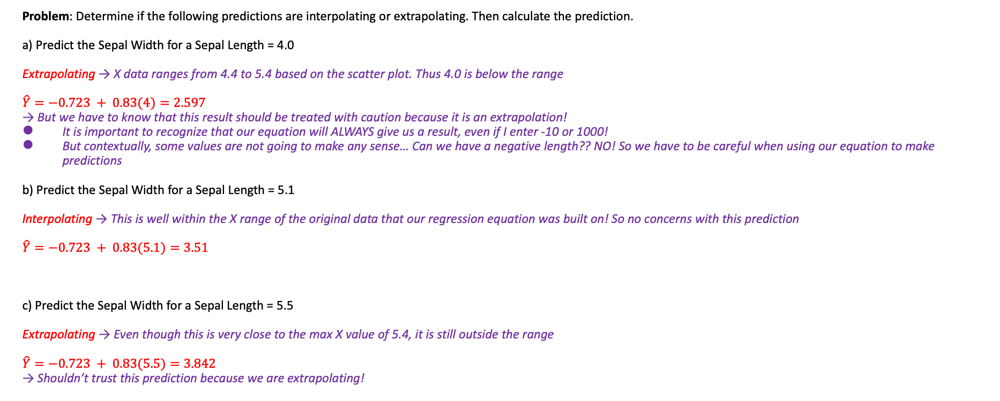 Problem: Determine if the following predictions are interpolating or extrapolating. Then calculate the prediction.
a) Predict the Sepal Width for a Sepal Length = 4.0
Extrapolating → X data ranges from 4.4 to 5.4 based on the scatter plot. Thus 4.0 is below the range
Ŷ = −0.723 + 0.83(4) = 2.597
→ But we have to know that this result should be treated with caution because it is an extrapolation!
● It is important to recognize that our equation will ALWAYS give us a result, even if I enter -10 or 1000!
● But contextually, some values are not going to make any sense... Can we have a negative length?? NO! So we have to be careful when using our equation to make
predictions
b) Predict the Sepal Width for a Sepal Length = 5.1
Interpolating → This is well within the X range of the original data that our regression equation was built on! So no concerns with this prediction
Ŷ = −0.723 + 0.83(5.1) = 3.51
c) Predict the Sepal Width for a Sepal Length = 5.5
Extrapolating → Even though this is very close to the max X value of 5.4, it is still outside the range
Ŷ = −0.723 + 0.83(5.5) = 3.842
→ Shouldn’t trust this prediction because we are extrapolating!